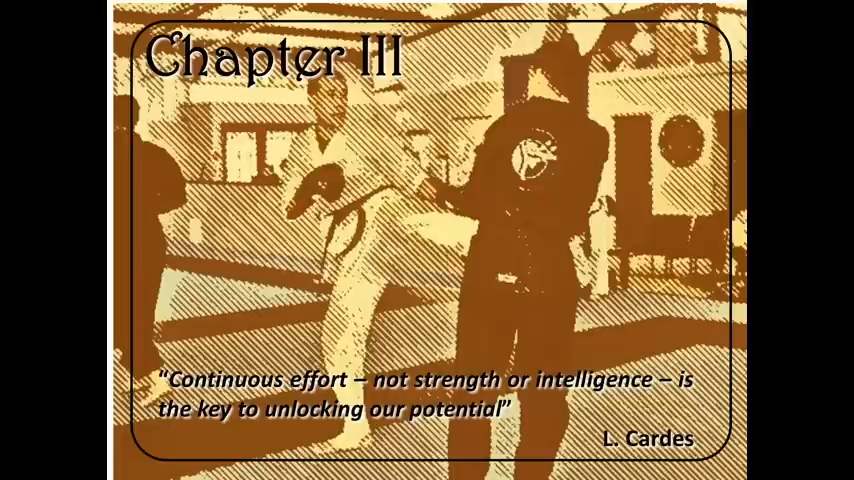 Chapter III
“Continuous effort – not strength or intelligence – is
the key to unlocking our potential”
L. Cardes